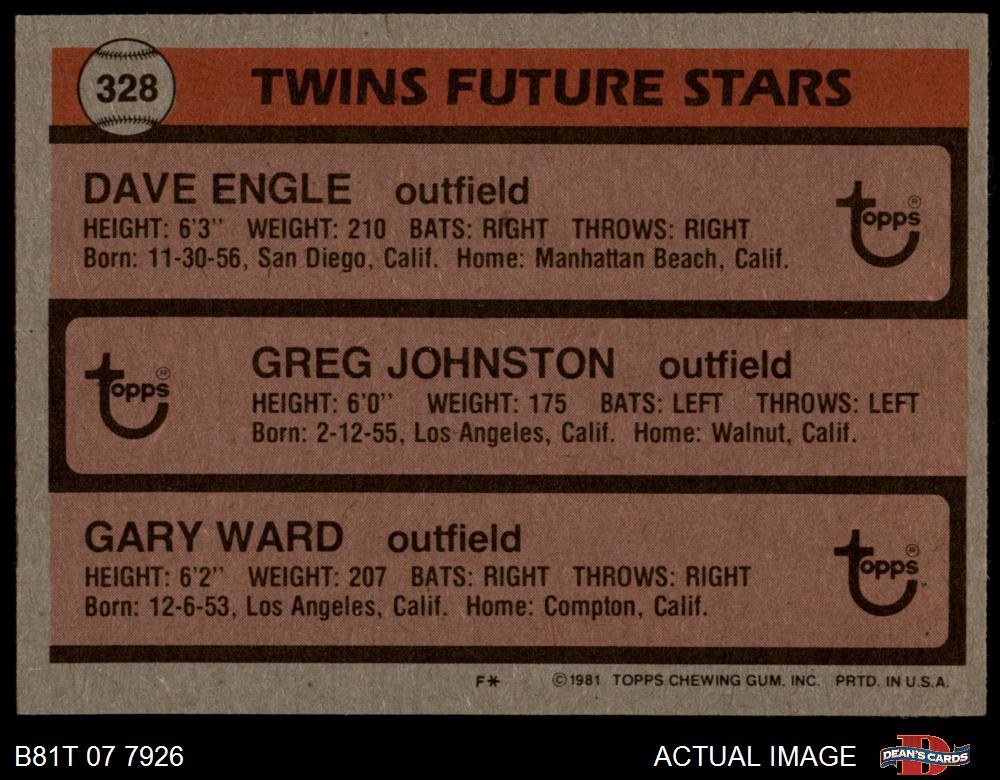 328 TWINS FUTURE STARS
DAVE ENGLE outfield
HEIGHT: 6'3" WEIGHT: 210 BATS: RIGHT THROWS: RIGHT
Born: 11-30-56, San Diego, Calif. Home: Manhattan Beach, Calif.
topps ®
GREG JOHNSTON outfield
HEIGHT: 6'0" WEIGHT: 175 BATS: LEFT THROWS: LEFT
Born: 2-12-55, Los Angeles, Calif. Home: Walnut, Calif.
topps ®
GARY WARD outfield
HEIGHT: 6'2" WEIGHT: 207 BATS: RIGHT THROWS: RIGHT
Born: 12-6-53, Los Angeles, Calif. Home: Compton, Calif.
topps ®
F* ©1981 TOPPS CHEWING GUM, INC. PRTD. IN U.S.A.
B81T 07 7926 ACTUAL IMAGE D DEAN'S CARDS